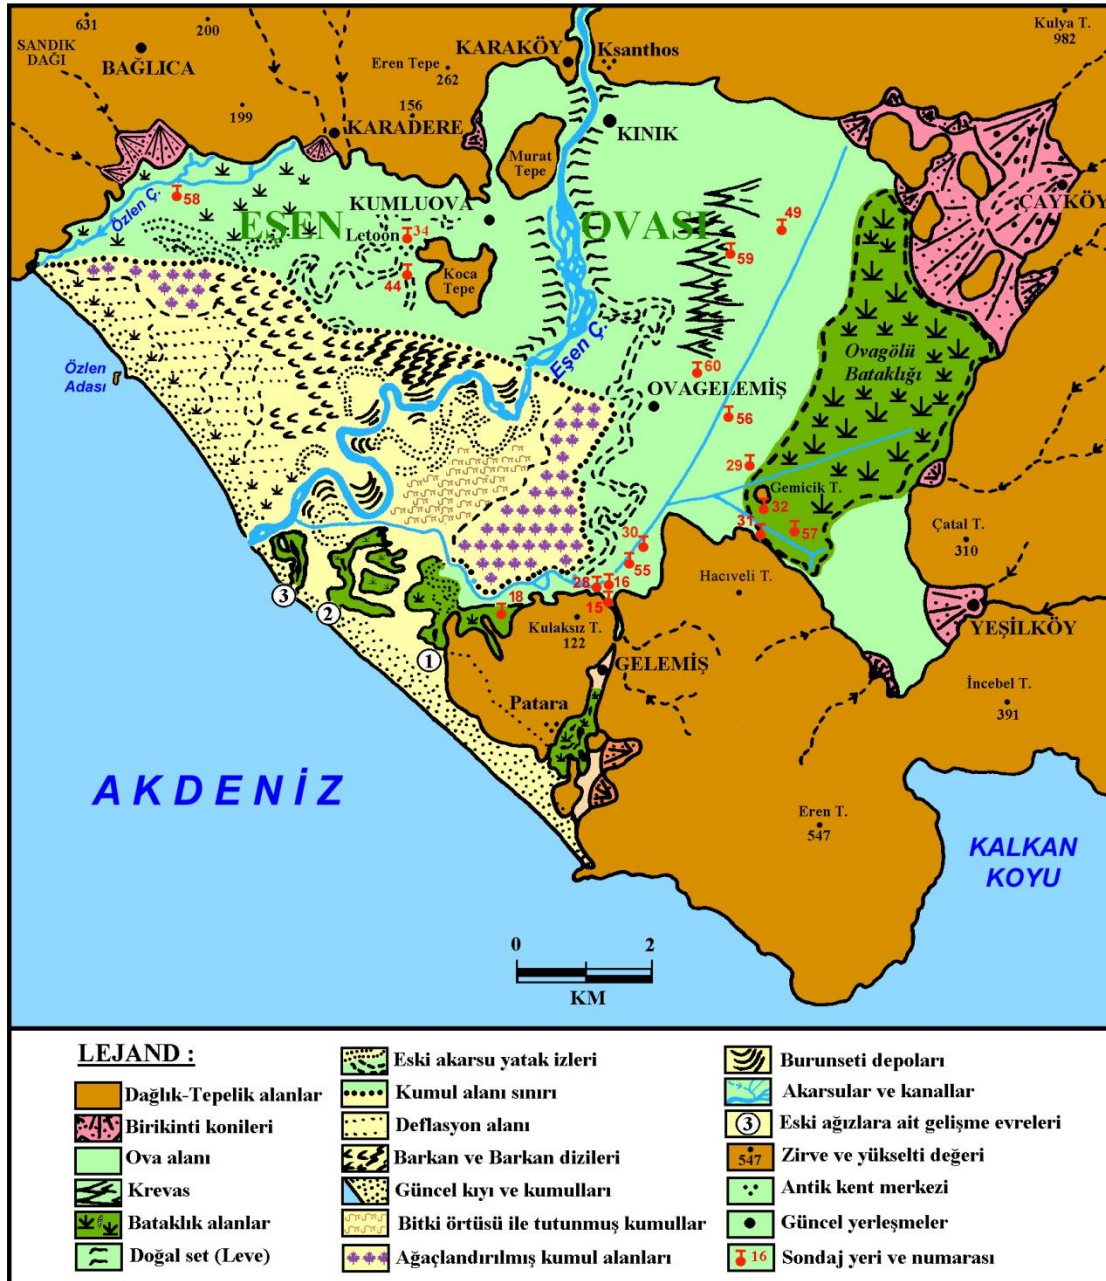 631
200
SANDIK
DAĞI
BAĞLICA
Eren Tepe
262
KARAKÖY
Ksanthos
Kulya T.
982
199
156
KARADERE
KINIK
Murat
Tepe
58
Özlen Ç.
EŞEN
KUMLUOVA
OVASI
49
ÇAYKÖY
Letoon
34
59
44
Koca
Tepe
Eşen Ç.
Ovagölü
Bataklığı
Özlen
Adası
60
OVAGELEMİŞ
56
29
Gemicik T.
32
31
57
Çatal T.
310
30
55
Hacıveli T.
28
16
18
15
3
2
1
Kulaksız T.
122
YEŞİLKÖY
GELEMİŞ
İncebel T.
391
Patara
AKDENİZ
Eren T.
547
KALKAN
KOYU
0 2
KM
LEJAND :
Dağlık-Tepelik alanlar
Birikinti konileri
Ova alanı
Krevas
Bataklık alanlar
Doğal set (Leve)
Eski akarsu yatak izleri
Kumul alanı sınırı
Deflasyon alanı
Barkan ve Barkan dizileri
Güncel kıyı ve kumulları
Bitki örtüsü ile tutunmuş kumullar
Ağaçlandırılmış kumul alanları
Burunseti depoları
Akarsular ve kanallar
3 Eski ağızlara ait gelişme evreleri
547 Zirve ve yükselti değeri
Antik kent merkezi
Güncel yerleşmeler
16 Sondaj yeri ve numarası